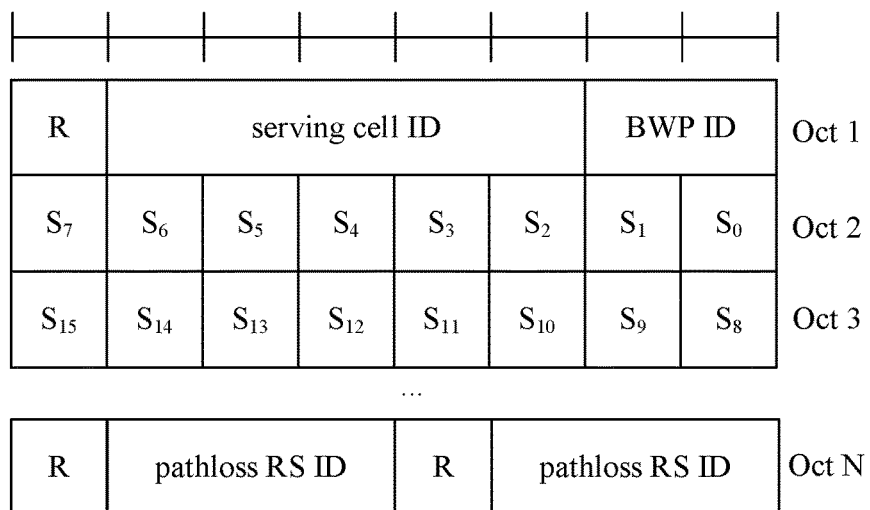 R serving cell ID BWP ID Oct 1
S₇ S₆ S₅ S₄ S₃ S₂ S₁ S₀ Oct 2
S₁₅ S₁₄ S₁₃ S₁₂ S₁₁ S₁₀ S₉ S₈ Oct 3
...
R pathloss RS ID R pathloss RS ID Oct N